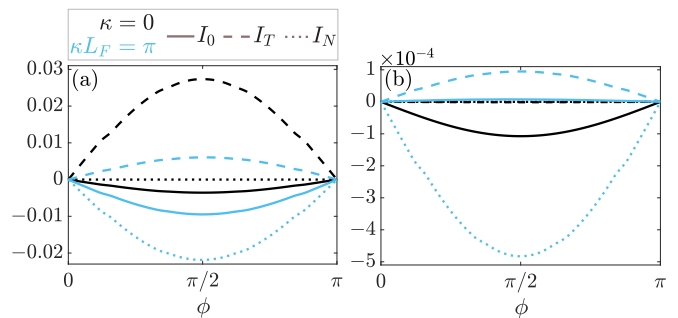 κ = 0
κL_F = π
I_0 I_T I_N
(a)
0.03
0.02
0.01
0
−0.01
−0.02
0 π/2 π
ϕ
×10^{-4}
(b)
1
0
−1
−2
−3
−4
−5
0 π/2 π
ϕ